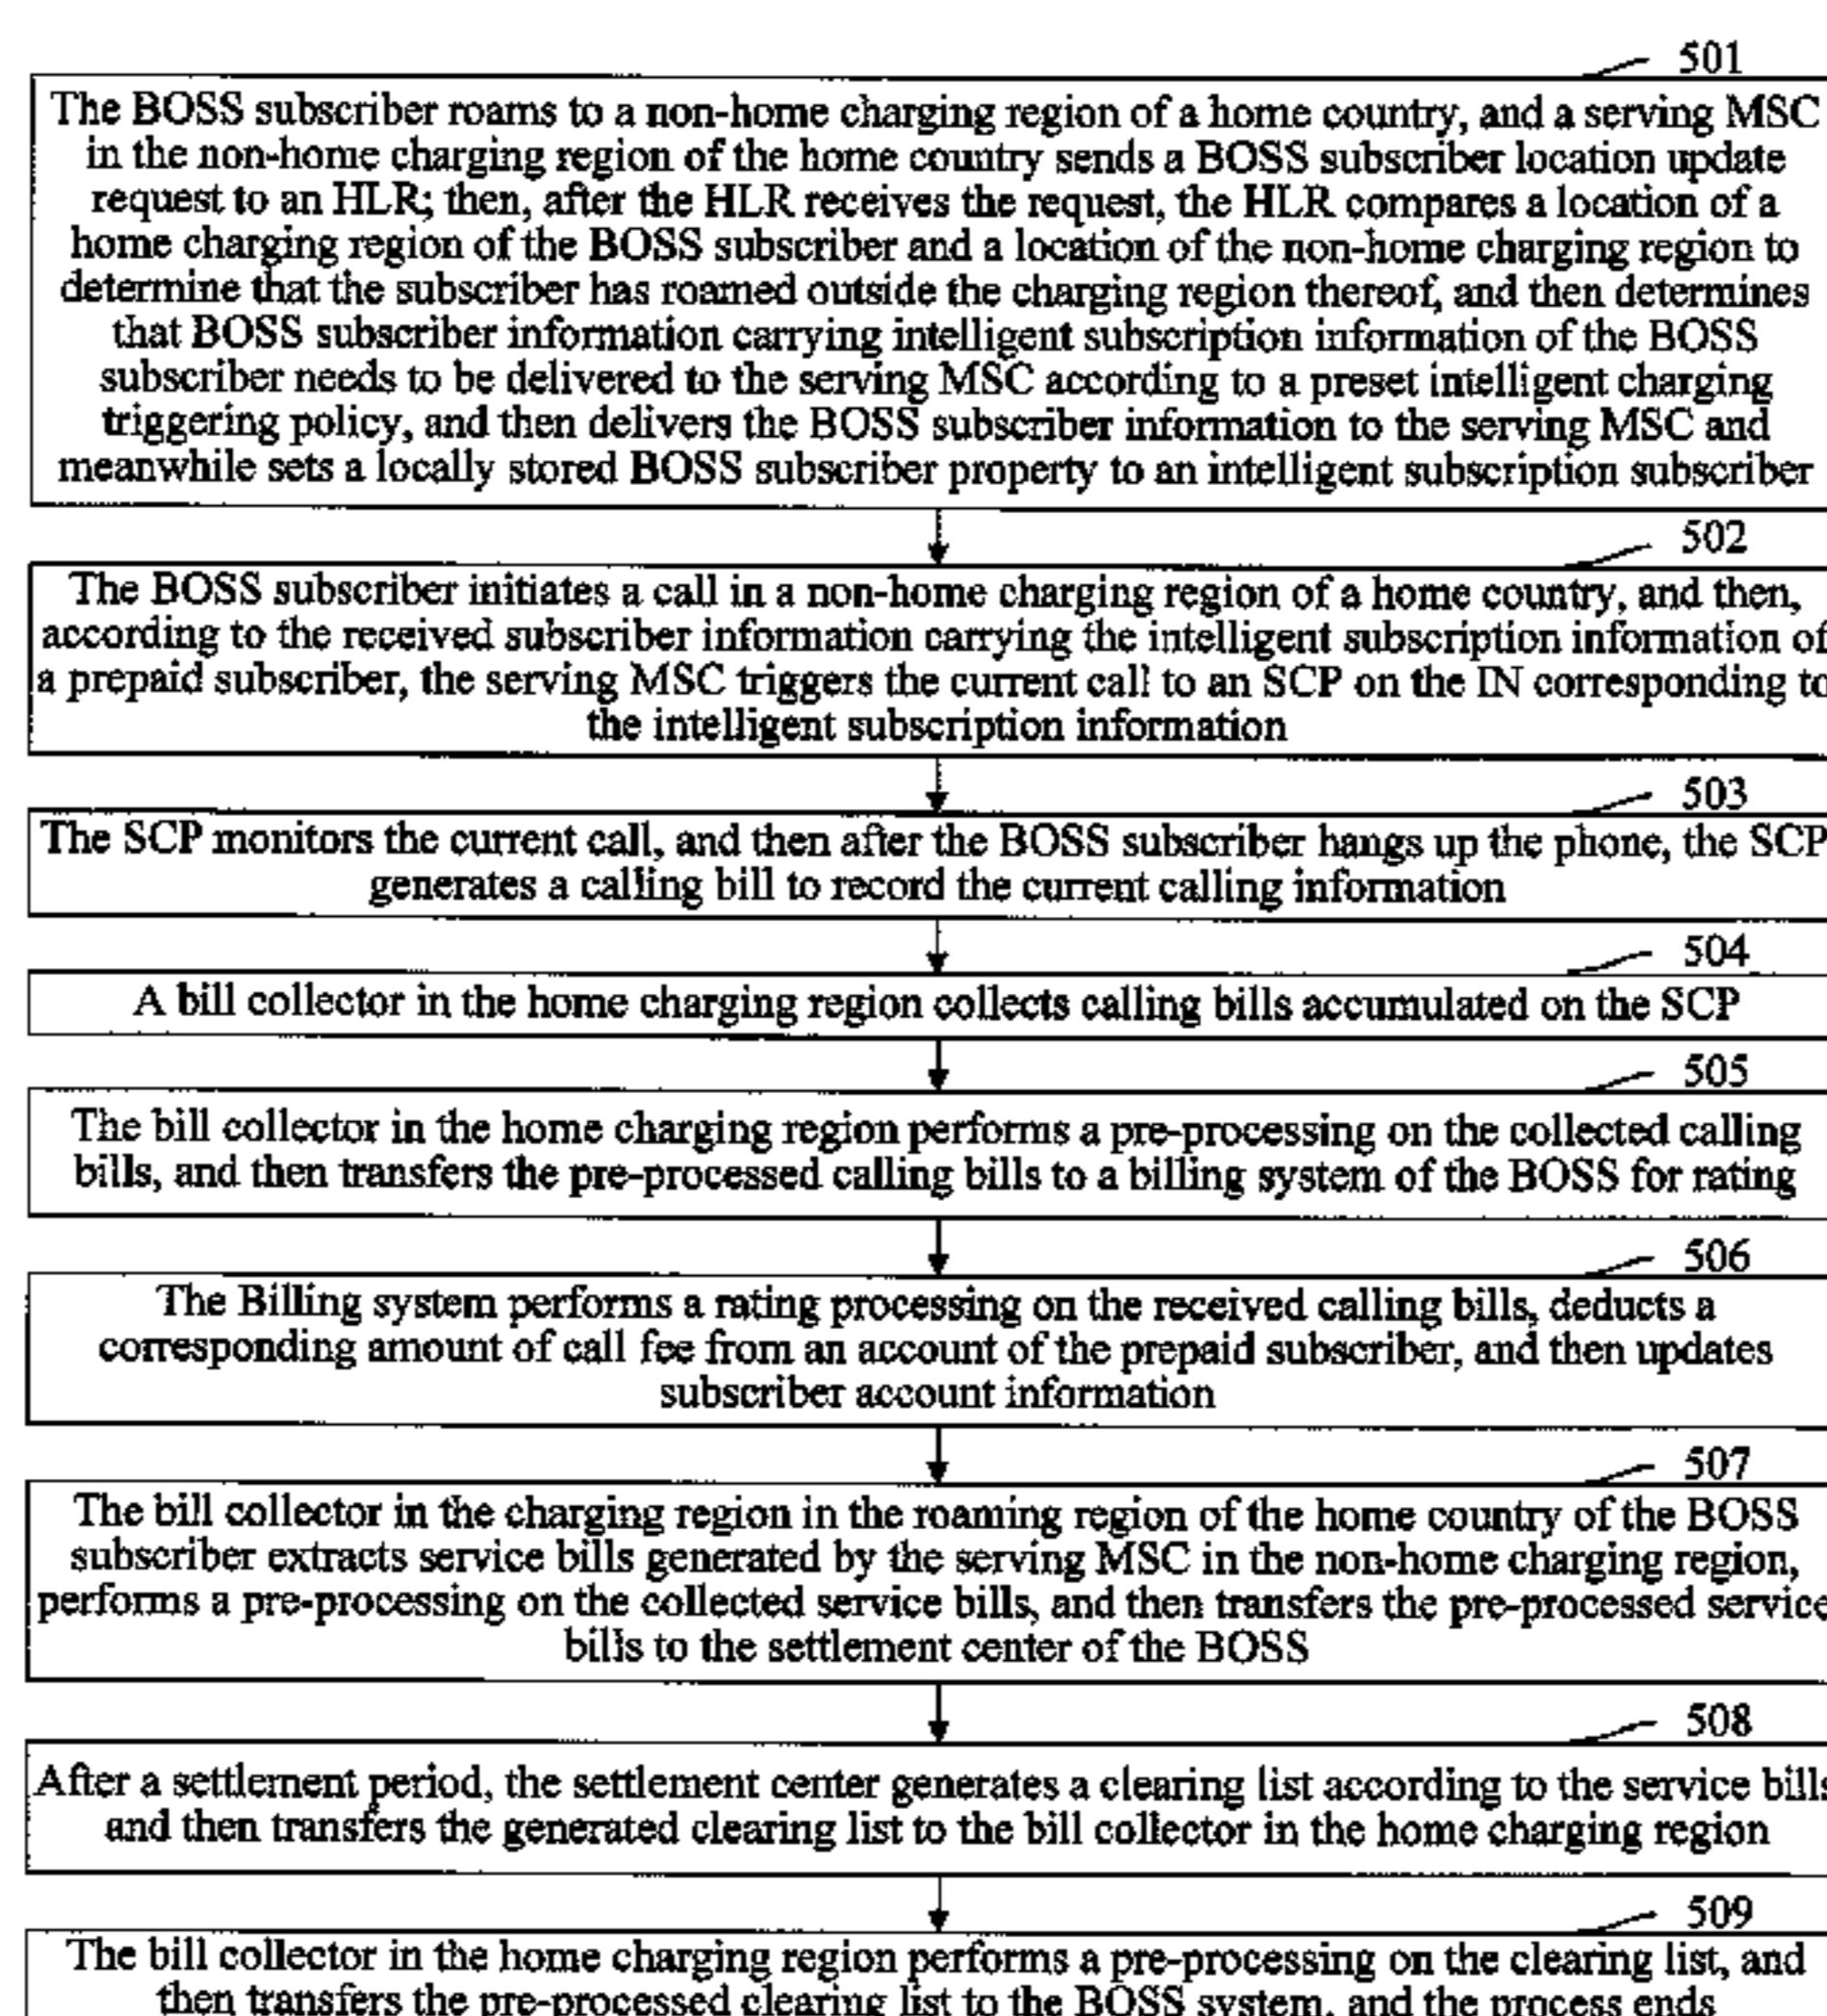 501
The BOSS subscriber roams to a non-home charging region of a home country, and a serving MSC
in the non-home charging region of the home country sends a BOSS subscriber location update
request to an HLR; then, after the HLR receives the request, the HLR compares a location of a
home charging region of the BOSS subscriber and a location of the non-home charging region to
determine that the subscriber has roamed outside the charging region thereof, and then determines
that BOSS subscriber information carrying intelligent subscription information of the BOSS
subscriber needs to be delivered to the serving MSC according to a preset intelligent charging
triggering policy, and then delivers the BOSS subscriber information to the serving MSC and
meanwhile sets a locally stored BOSS subscriber property to an intelligent subscription subscriber
502
The BOSS subscriber initiates a call in a non-home charging region of a home country, and then,
according to the received subscriber information carrying the intelligent subscription information of
a prepaid subscriber, the serving MSC triggers the current call to an SCP on the IN corresponding to
the intelligent subscription information
503
The SCP monitors the current call, and then after the BOSS subscriber hangs up the phone, the SCP
generates a calling bill to record the current calling information
504
A bill collector in the home charging region collects calling bills accumulated on the SCP
505
The bill collector in the home charging region performs a pre-processing on the collected calling
bills, and then transfers the pre-processed calling bills to a billing system of the BOSS for rating
506
The Billing system performs a rating processing on the received calling bills, deducts a
corresponding amount of call fee from an account of the prepaid subscriber, and then updates
subscriber account information
507
The bill collector in the charging region in the roaming region of the home country of the BOSS
subscriber extracts service bills generated by the serving MSC in the non-home charging region,
performs a pre-processing on the collected service bills, and then transfers the pre-processed service
bills to the settlement center of the BOSS
508
After a settlement period, the settlement center generates a clearing list according to the service bills
and then transfers the generated clearing list to the bill collector in the home charging region
509
The bill collector in the home charging region performs a pre-processing on the clearing list, and
then transfers the pre-processed clearing list to the BOSS system, and the process ends